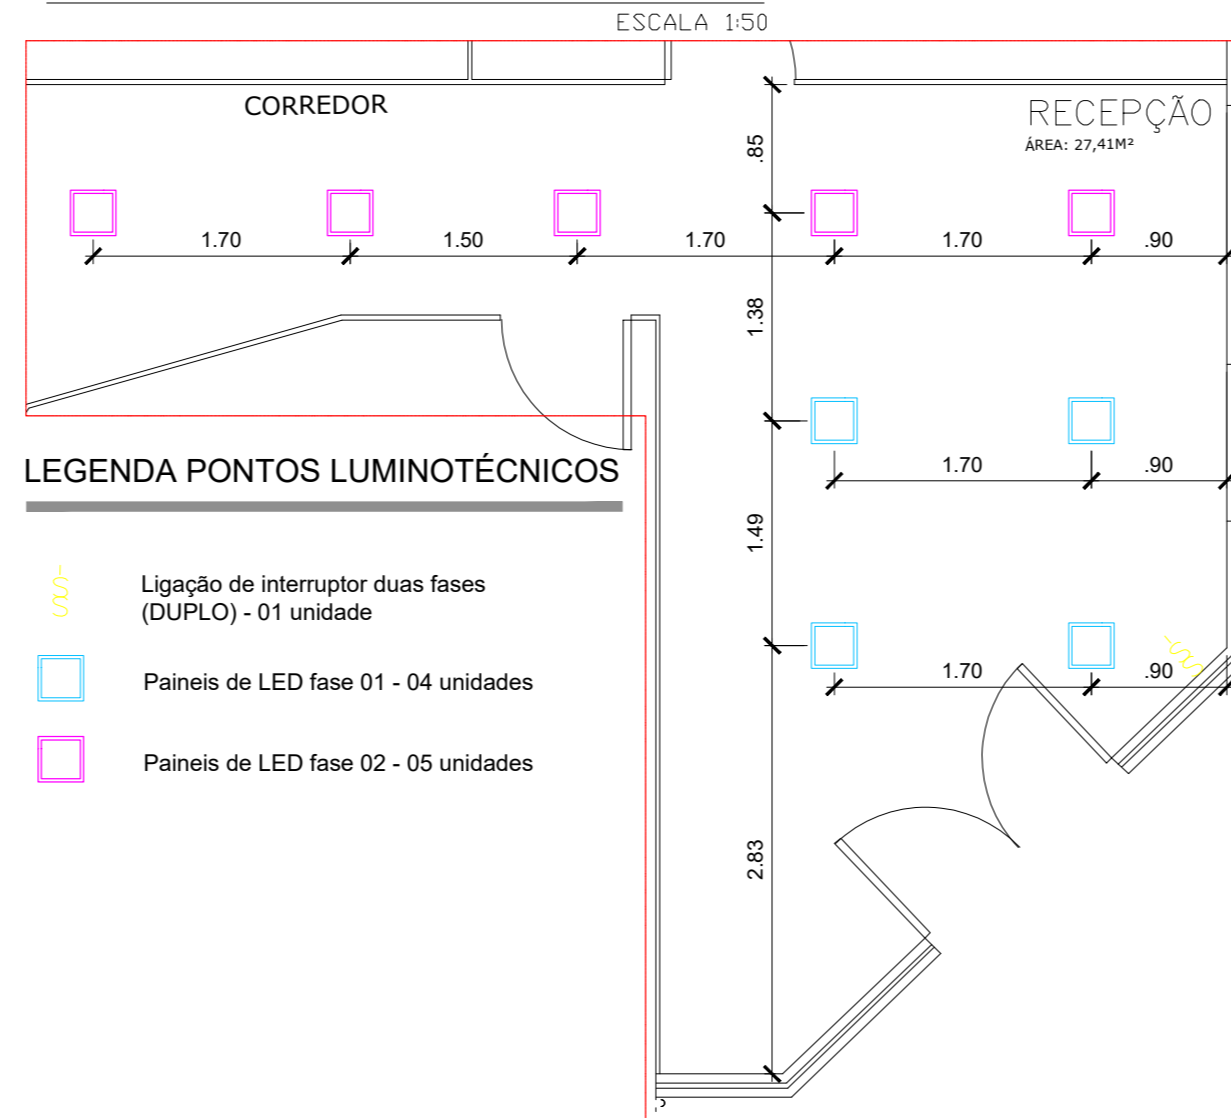 ESCALA 1:50
CORREDOR
RECEPÇÃO
ÁREA: 27,41M²
.85
1.70
1.50
1.70
1.70
.90
1.38
LEGENDA PONTOS LUMINOTÉCNICOS
1.70
.90
1.49
Ligação de interruptor duas fases
(DUPLO) - 01 unidade
Paineis de LED fase 01 - 04 unidades
1.70
.90
Paineis de LED fase 02 - 05 unidades
2.83